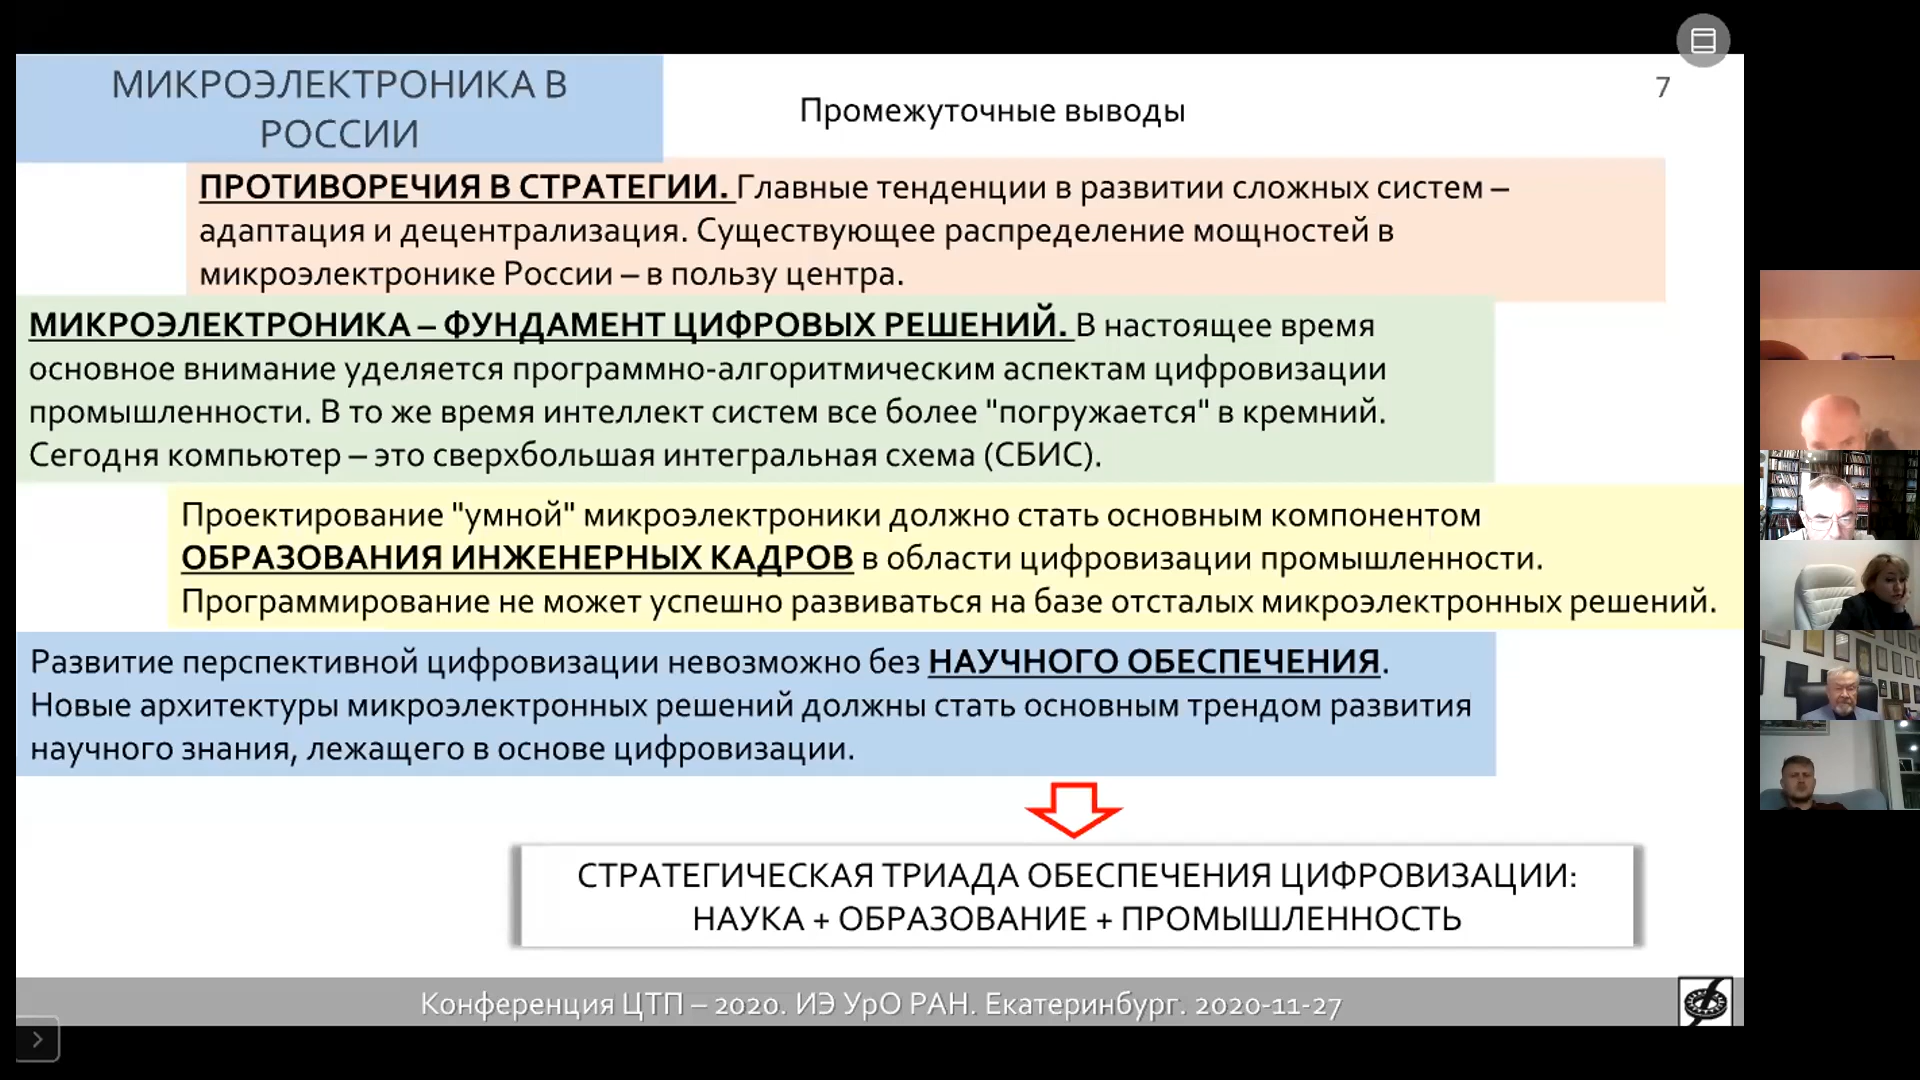 МИКРОЭЛЕКТРОНИКА В
РОССИИ
Промежуточные выводы
7
ПРОТИВОРЕЧИЯ В СТРАТЕГИИ. Главные тенденции в развитии сложных систем –
адаптация и децентрализация. Существующее распределение мощностей в
микроэлектронике России – в пользу центра.
МИКРОЭЛЕКТРОНИКА – ФУНДАМЕНТ ЦИФРОВЫХ РЕШЕНИЙ. В настоящее время
основное внимание уделяется программно-алгоритмическим аспектам цифровизации
промышленности. В то же время интеллект систем все более "погружается" в кремний.
Сегодня компьютер – это сверхбольшая интегральная схема (СБИС).
Проектирование "умной" микроэлектроники должно стать основным компонентом
ОБРАЗОВАНИЯ ИНЖЕНЕРНЫХ КАДРОВ в области цифровизации промышленности.
Программирование не может успешно развиваться на базе отсталых микроэлектронных решений.
Развитие перспективной цифровизации невозможно без НАУЧНОГО ОБЕСПЕЧЕНИЯ.
Новые архитектуры микроэлектронных решений должны стать основным трендом развития
научного знания, лежащего в основе цифровизации.
СТРАТЕГИЧЕСКАЯ ТРИАДА ОБЕСПЕЧЕНИЯ ЦИФРОВИЗАЦИИ:
НАУКА + ОБРАЗОВАНИЕ + ПРОМЫШЛЕННОСТЬ
Конференция ЦТП – 2020. ИЭ УрО РАН. Екатеринбург. 2020-11-27